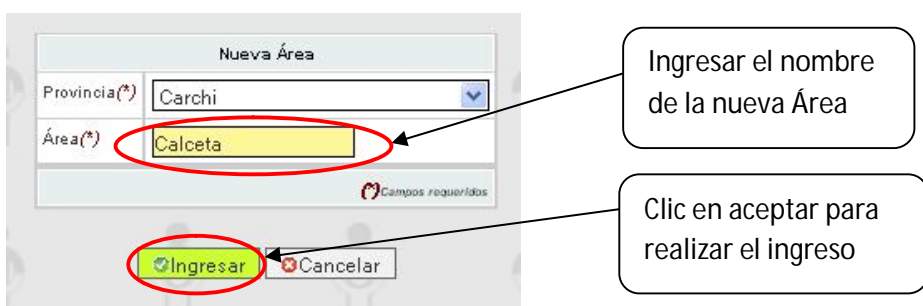 Nueva Área
Provincia(*) Carchi
Área(*) Calceta
(*)Campos requeridos
Ingresar Cancelar
Ingresar el nombre
de la nueva Área
Clic en aceptar para
realizar el ingreso